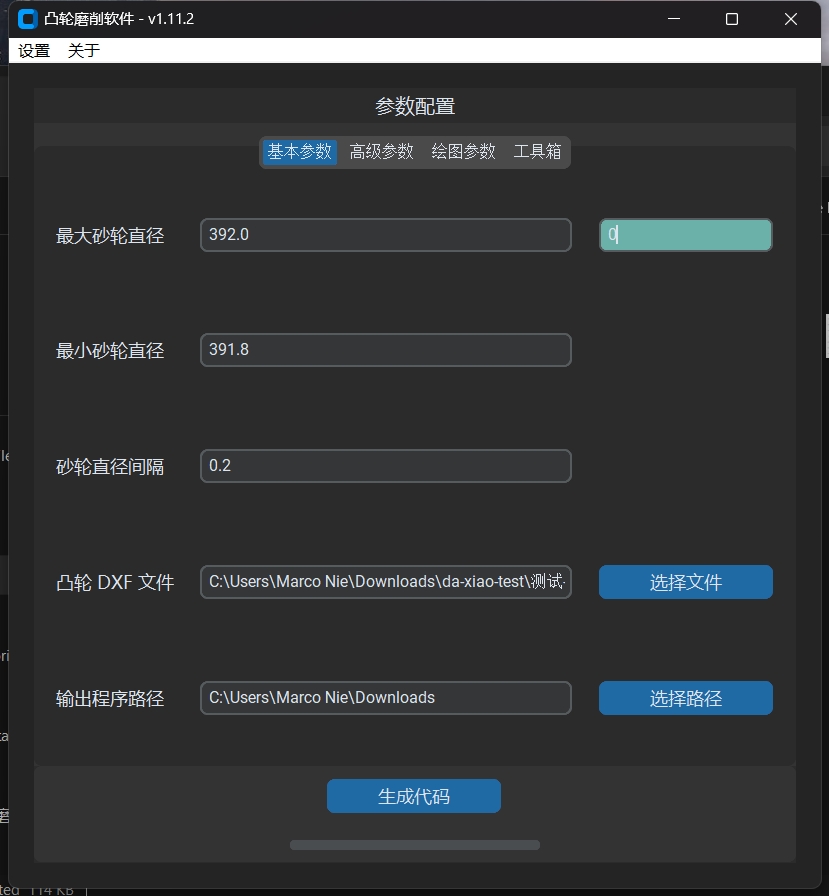 凸轮磨削软件 - v1.11.2
设置 关于
参数配置
基本参数 高级参数 绘图参数 工具箱
最大砂轮直径 392.0 0
最小砂轮直径 391.8
砂轮直径间隔 0.2
凸轮 DXF 文件 C:\Users\Marco Nie\Downloads\da-xiao-test\测试 选择文件
输出程序路径 C:\Users\Marco Nie\Downloads 选择路径
生成代码
114 KB